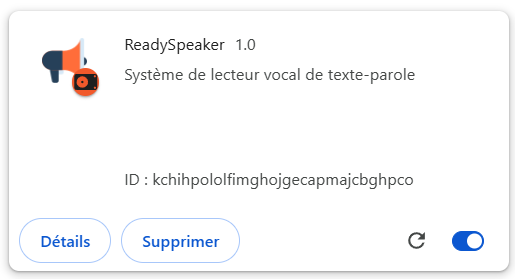 ReadySpeaker 1.0
Système de lecteur vocal de texte-parole
ID : kchihpololfimghojgecapmajcbghpco
Détails Supprimer